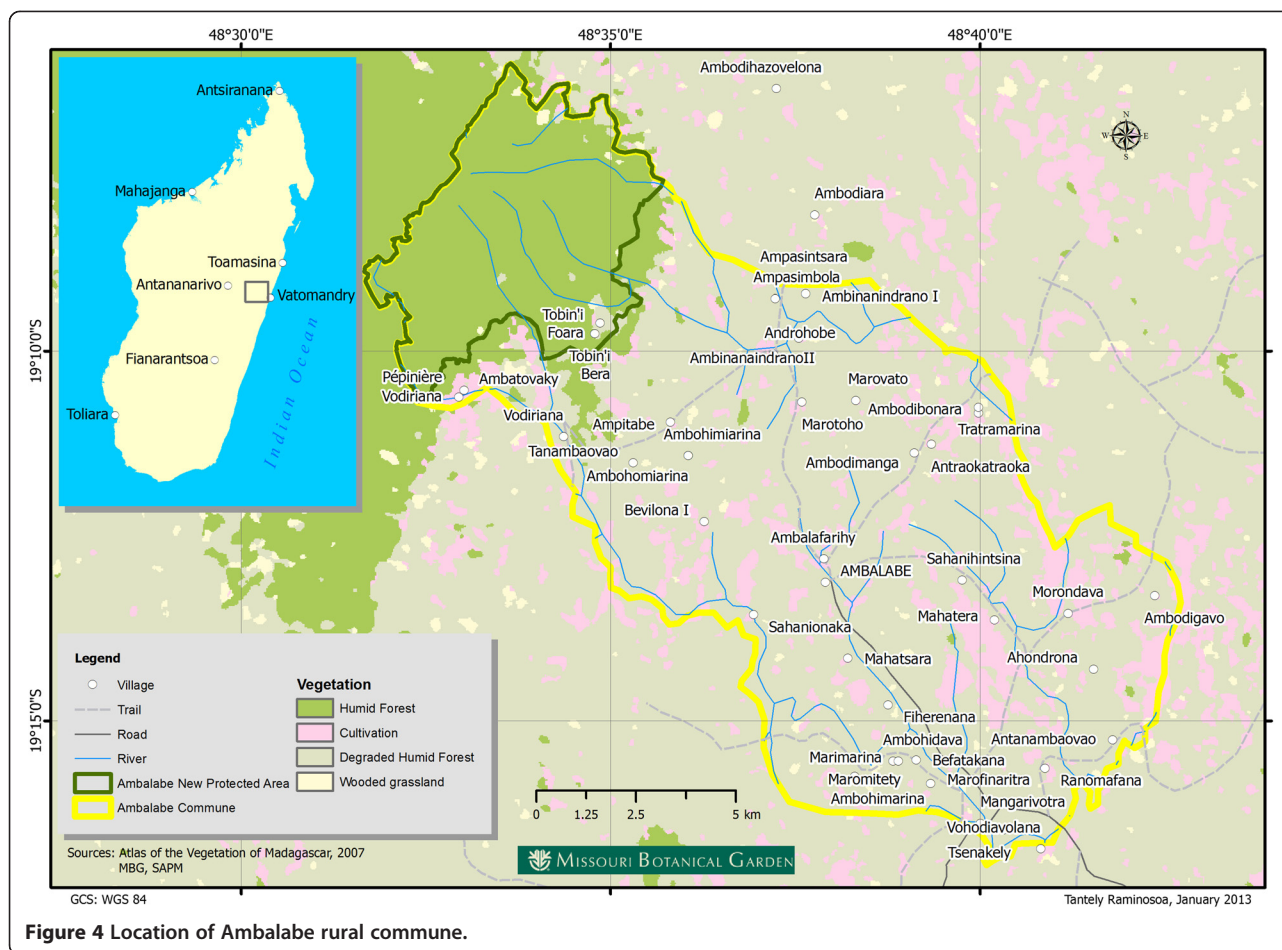 48°30'0"E
48°35'0"E
48°40'0"E
Ambodihazovelona
Antsiranana
N
W
E
S
Mahajanga
Ambodiara
Toamasina
Ampasintsara
Antananarivo
Ampasimbola
Vatomandry
Ambinanindrano I
Tobin'i
Foara
Androhobe
19°10'0"S
Tobin'i
Bera
AmbinanaindranoII
Fianarantsoa
Pépinière
Ambatovaky
Marovato
Vodiriana
Ambodibonara
Toliara
Vodiriana
Ampitabe
Marotoho
Tratramarina
Indian Ocean
Ambohimiarina
Tanambaovao
Ambodimanga
Antraokatraoka
Ambohomiarina
Bevilona I
Ambalafarihy
Sahanihintsina
AMBALABE
Morondava
Mahatera
Ambodigavo
Sahanionaka
Ahondrona
Mahatsara
19°15'0"S
Fiherenana
Ambohidava
Antanambaovao
Marimarina
Befatakana
Maromitety
Marofinaritra
Ranomafana
Ambohimarina
Mangarivotra
Vohodiavolana
Tsenakely
Legend
Village
Trail
Road
River
Ambalabe New Protected Area
Ambalabe Commune
Vegetation
Humid Forest
Cultivation
Degraded Humid Forest
Wooded grassland
0 1.25 2.5 5 km
Sources: Atlas of the Vegetation of Madagascar, 2007
MBG, SAPM
MISSOURI BOTANICAL GARDEN
GCS: WGS 84
Tantely Raminosoa, January 2013
Figure 4 Location of Ambalabe rural commune.